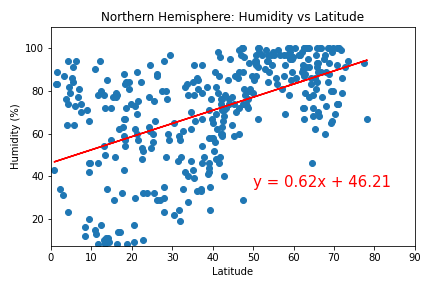 Northern Hemisphere: Humidity vs Latitude
100
80
60
40
20
Humidity (%)
y = 0.62x + 46.21
0 10 20 30 40 50 60 70 80 90
Latitude